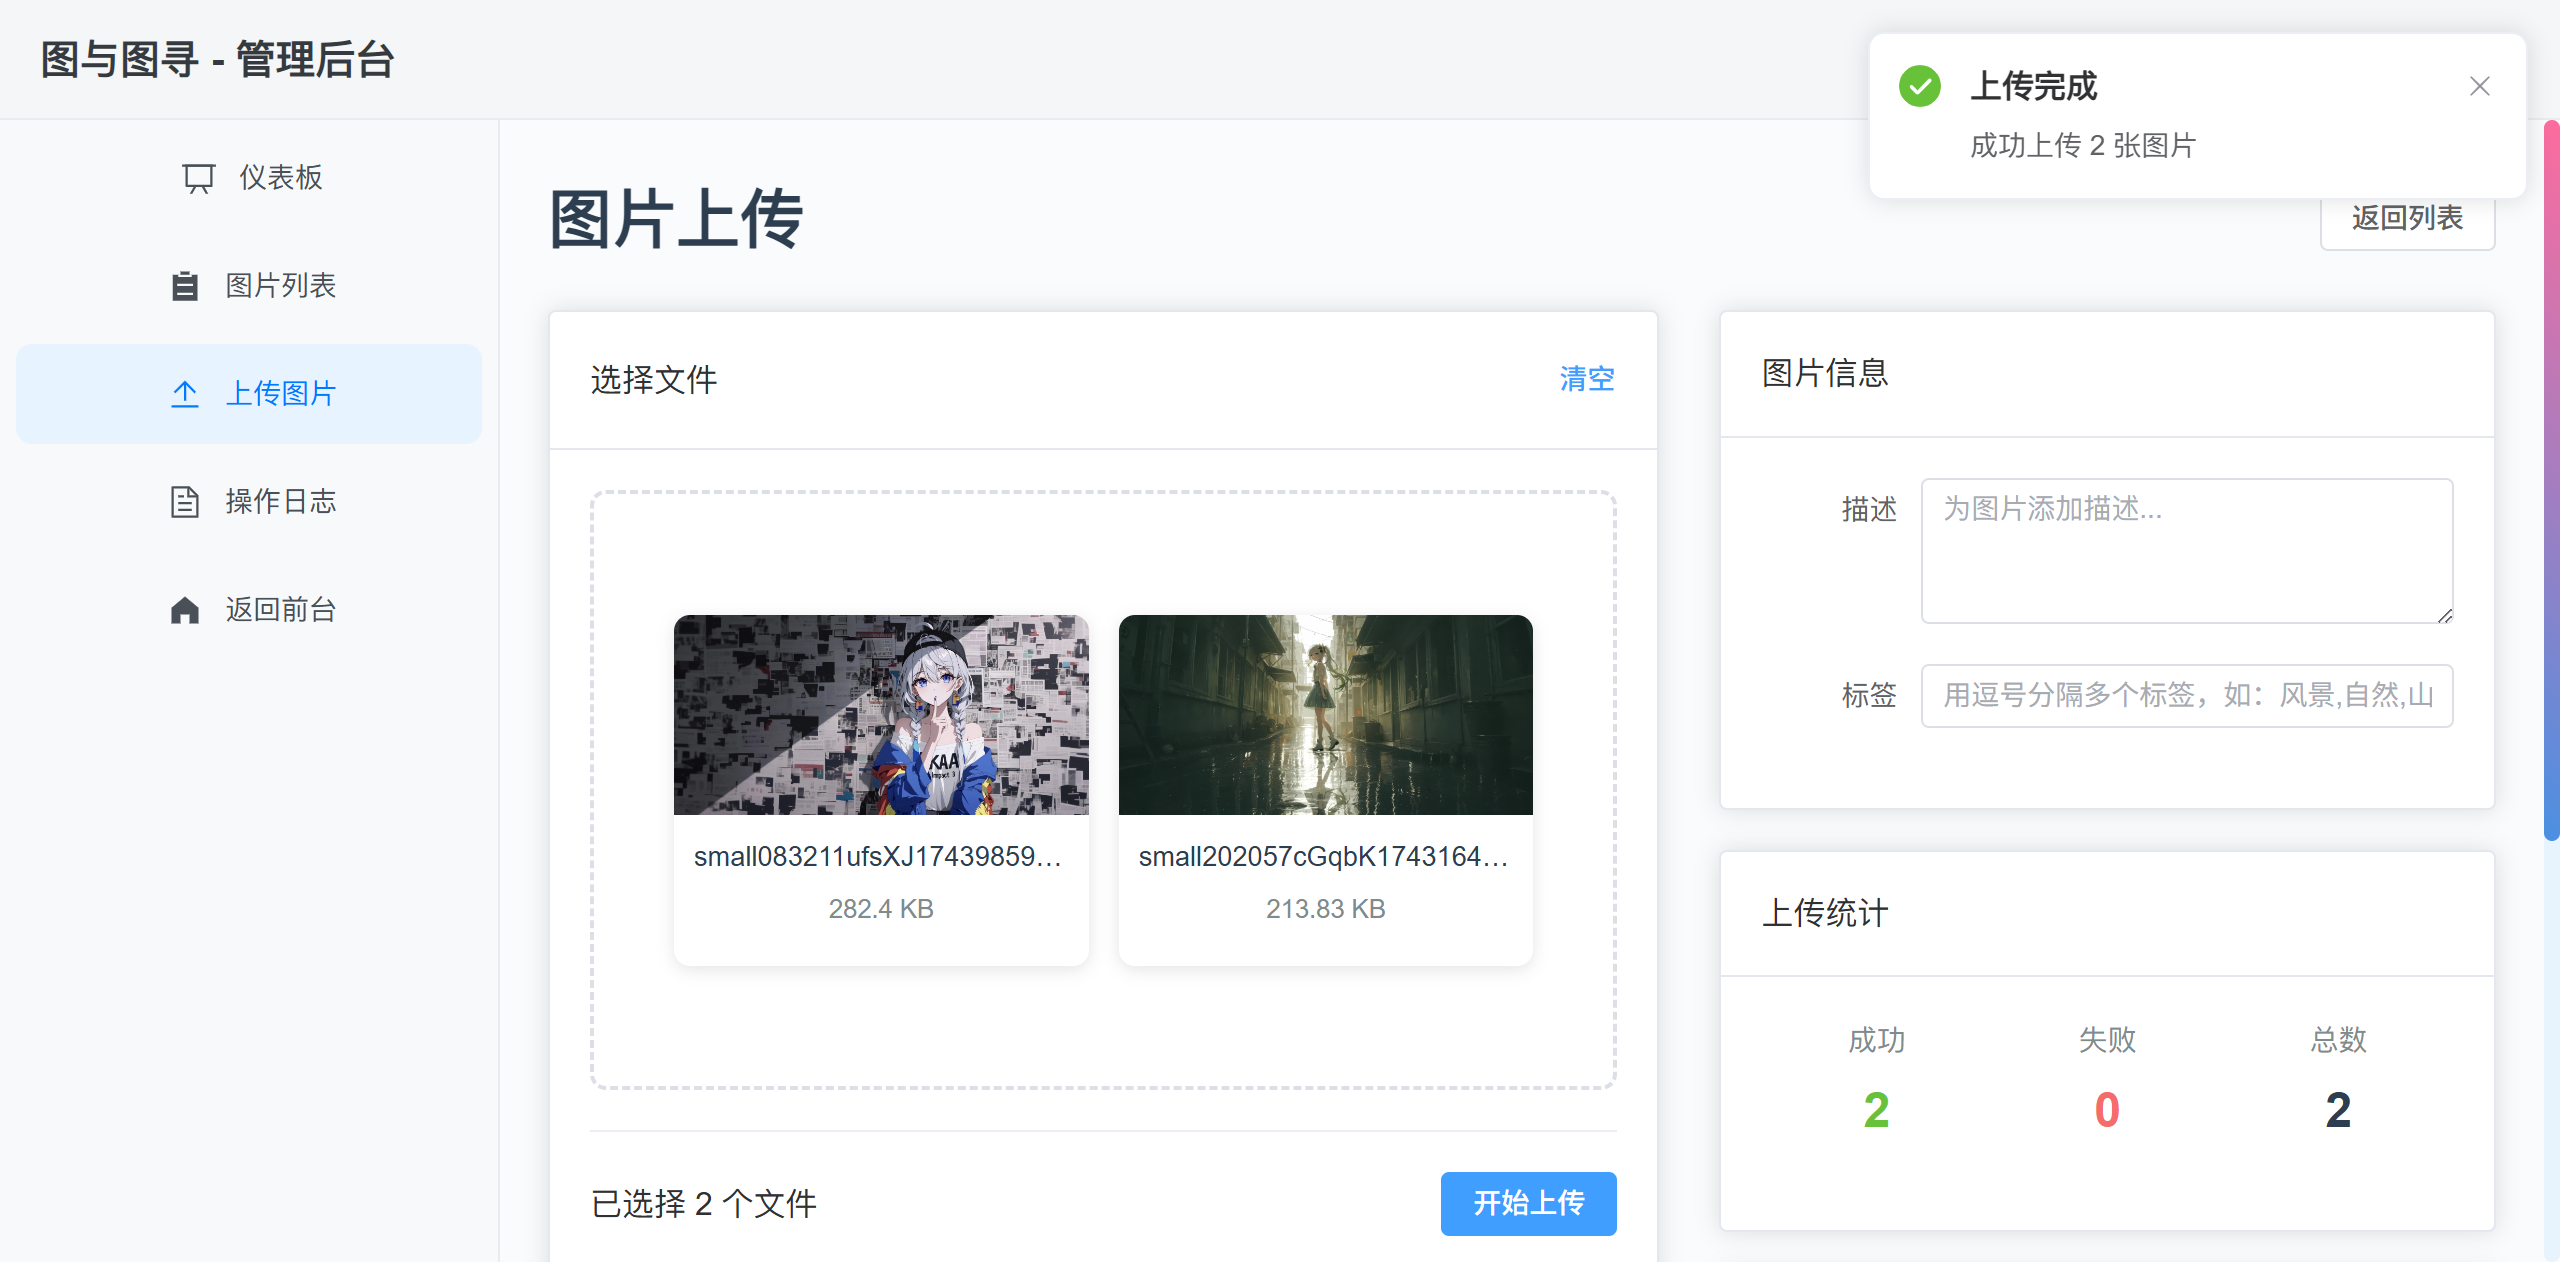 图与图寻 - 管理后台
上传完成
成功上传 2 张图片
仪表板
图片列表
上传图片
操作日志
返回前台
图片上传
返回列表
选择文件
清空
KAA
Impact 3
small083211ufsXJ17439859...
282.4 KB
small202057cGqbK1743164...
213.83 KB
已选择 2 个文件
开始上传
图片信息
描述
为图片添加描述...
标签
用逗号分隔多个标签，如：风景,自然,山
上传统计
成功
失败
总数
2
0
2